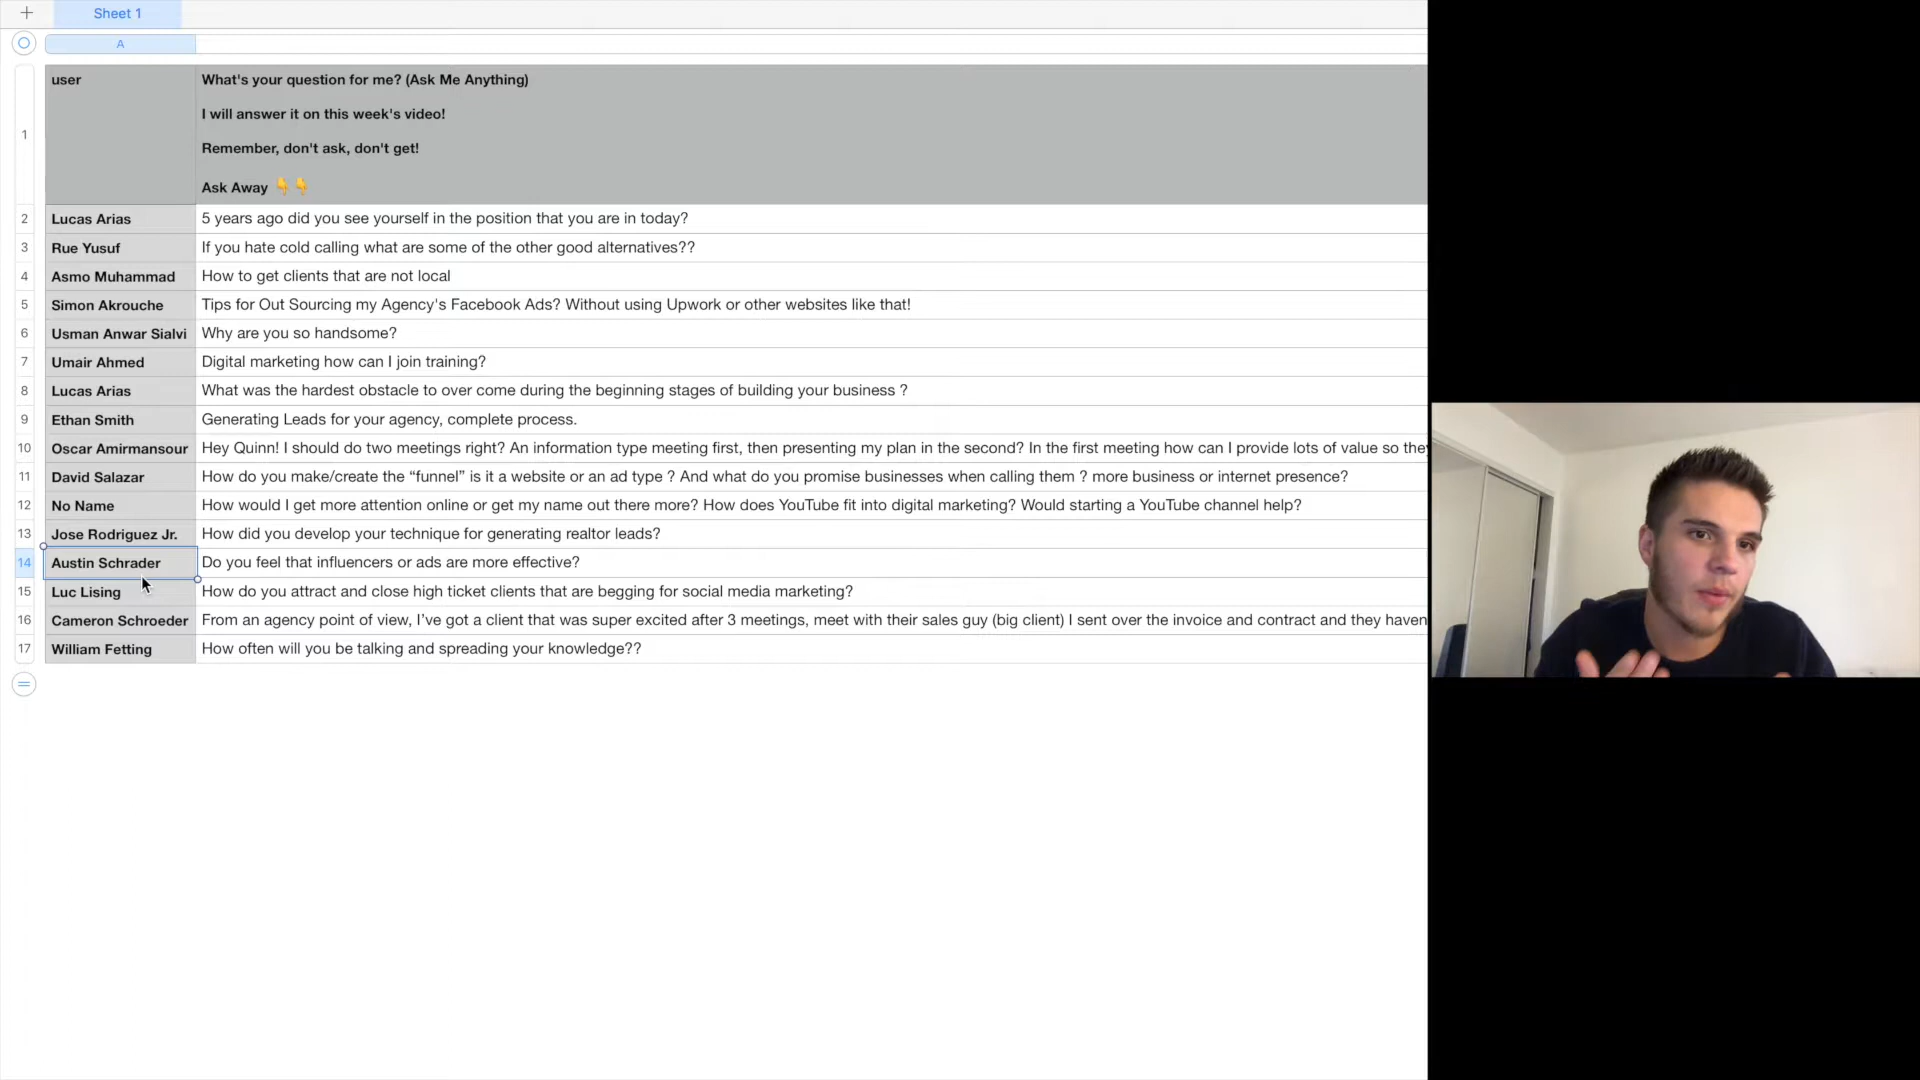 Sheet 1
A
user
What's your question for me? (Ask Me Anything)
I will answer it on this week's video!
Remember, don't ask, don't get!
Ask Away 👇👇
1
2 Lucas Arias 5 years ago did you see yourself in the position that you are in today?
3 Rue Yusuf If you hate cold calling what are some of the other good alternatives??
4 Asmo Muhammad How to get clients that are not local
5 Simon Akrouche Tips for Out Sourcing my Agency's Facebook Ads? Without using Upwork or other websites like that!
6 Usman Anwar Sialvi Why are you so handsome?
7 Umair Ahmed Digital marketing how can I join training?
8 Lucas Arias What was the hardest obstacle to over come during the beginning stages of building your business ?
9 Ethan Smith Generating Leads for your agency, complete process.
10 Oscar Amirmansour Hey Quinn! I should do two meetings right? An information type meeting first, then presenting my plan in the second? In the first meeting how can I provide lots of value so they
11 David Salazar How do you make/create the “funnel” is it a website or an ad type ? And what do you promise businesses when calling them ? more business or internet presence?
12 No Name How would I get more attention online or get my name out there more? How does YouTube fit into digital marketing? Would starting a YouTube channel help?
13 Jose Rodriguez Jr. How did you develop your technique for generating realtor leads?
14 Austin Schrader Do you feel that influencers or ads are more effective?
15 Luc Lising How do you attract and close high ticket clients that are begging for social media marketing?
16 Cameron Schroeder From an agency point of view, I’ve got a client that was super excited after 3 meetings, meet with their sales guy (big client) I sent over the invoice and contract and they haven
17 William Fetting How often will you be talking and spreading your knowledge??